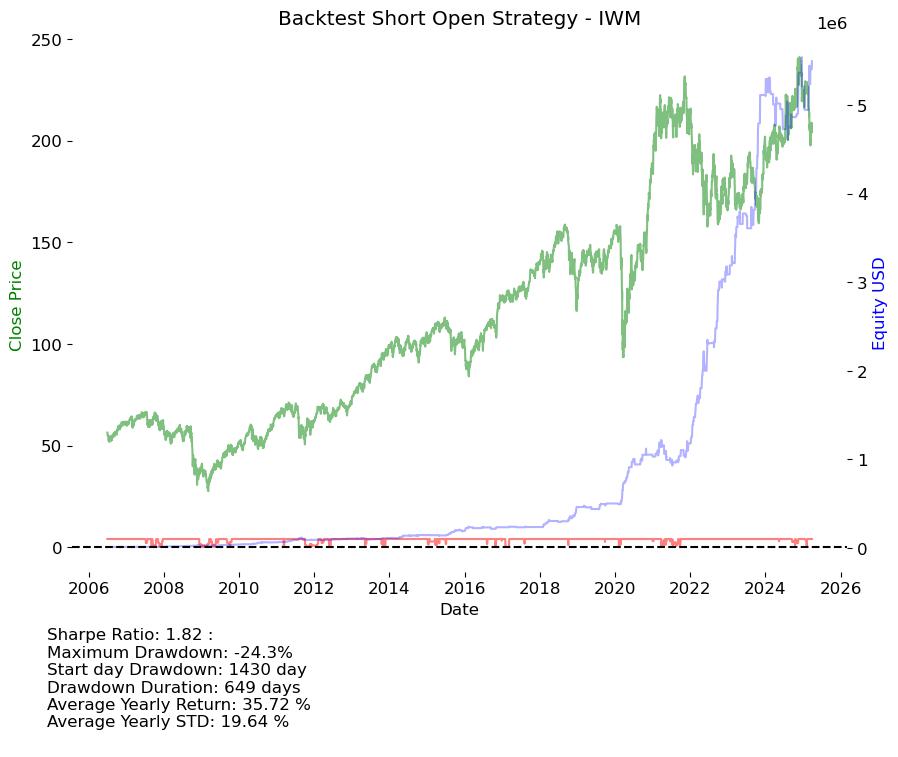 Backtest Short Open Strategy - IWM
1e6
250
200
150
100
50
0
Close Price
5
4
3
2
1
0
Equity USD
2006 2008 2010 2012 2014 2016 2018 2020 2022 2024 2026
Date
Sharpe Ratio: 1.82 :
Maximum Drawdown: -24.3%
Start day Drawdown: 1430 day
Drawdown Duration: 649 days
Average Yearly Return: 35.72 %
Average Yearly STD: 19.64 %